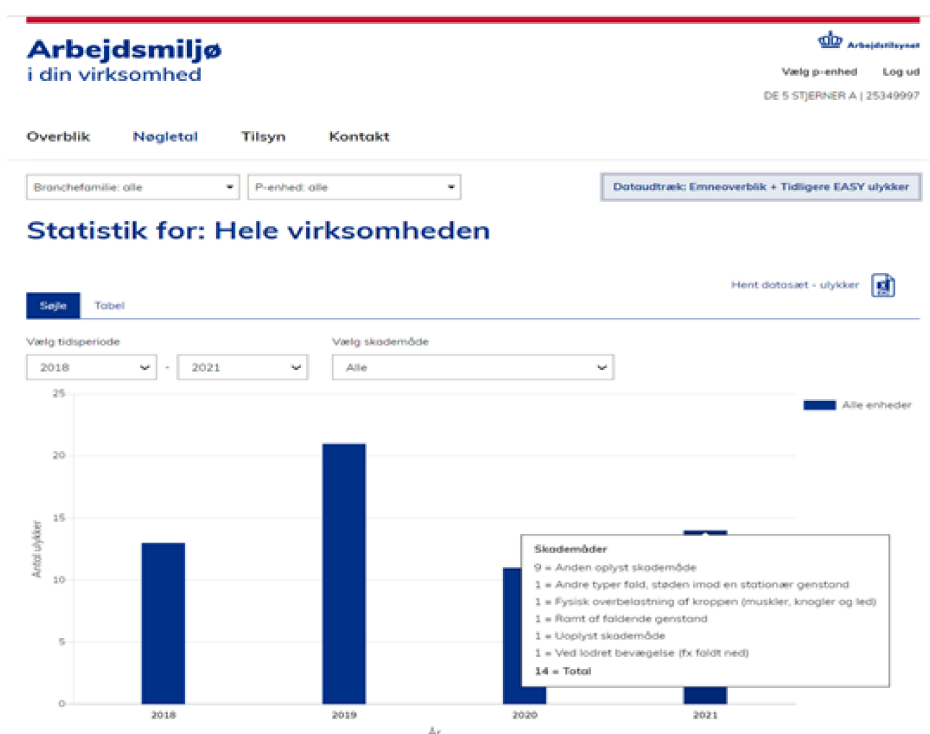 Arbejdsmiljø
i din virksomhed
Arbejdstilsynet
Vælg p-enhed Log ud
DE 5 STJERNER A | 25349997
Overblik Nøgletal Tilsyn Kontakt
Branchefamilie: alle P-enhed: alle Dataudtræk: Emneoverblik + Tidligere EASY ulykker
Statistik for: Hele virksomheden
Hent datasæt - ulykker
Søjle Tabel
Vælg tidsperiode Vælg skademåde
2018 - 2021 Alle
Alle enheder
25
20
15
10
5
0
Antal ulykker
Skademåder
9 = Anden oplyst skademåde
1 = Andre typer fald, støden imod en stationær genstand
1 = Fysisk overbelastning af kroppen (muskler, knogler og led)
1 = Ramt af faldende genstand
1 = Uoplyst skademåde
1 = Ved lodret bevægelse (fx faldt ned)
14 = Total
2018 2019 2020 2021
År